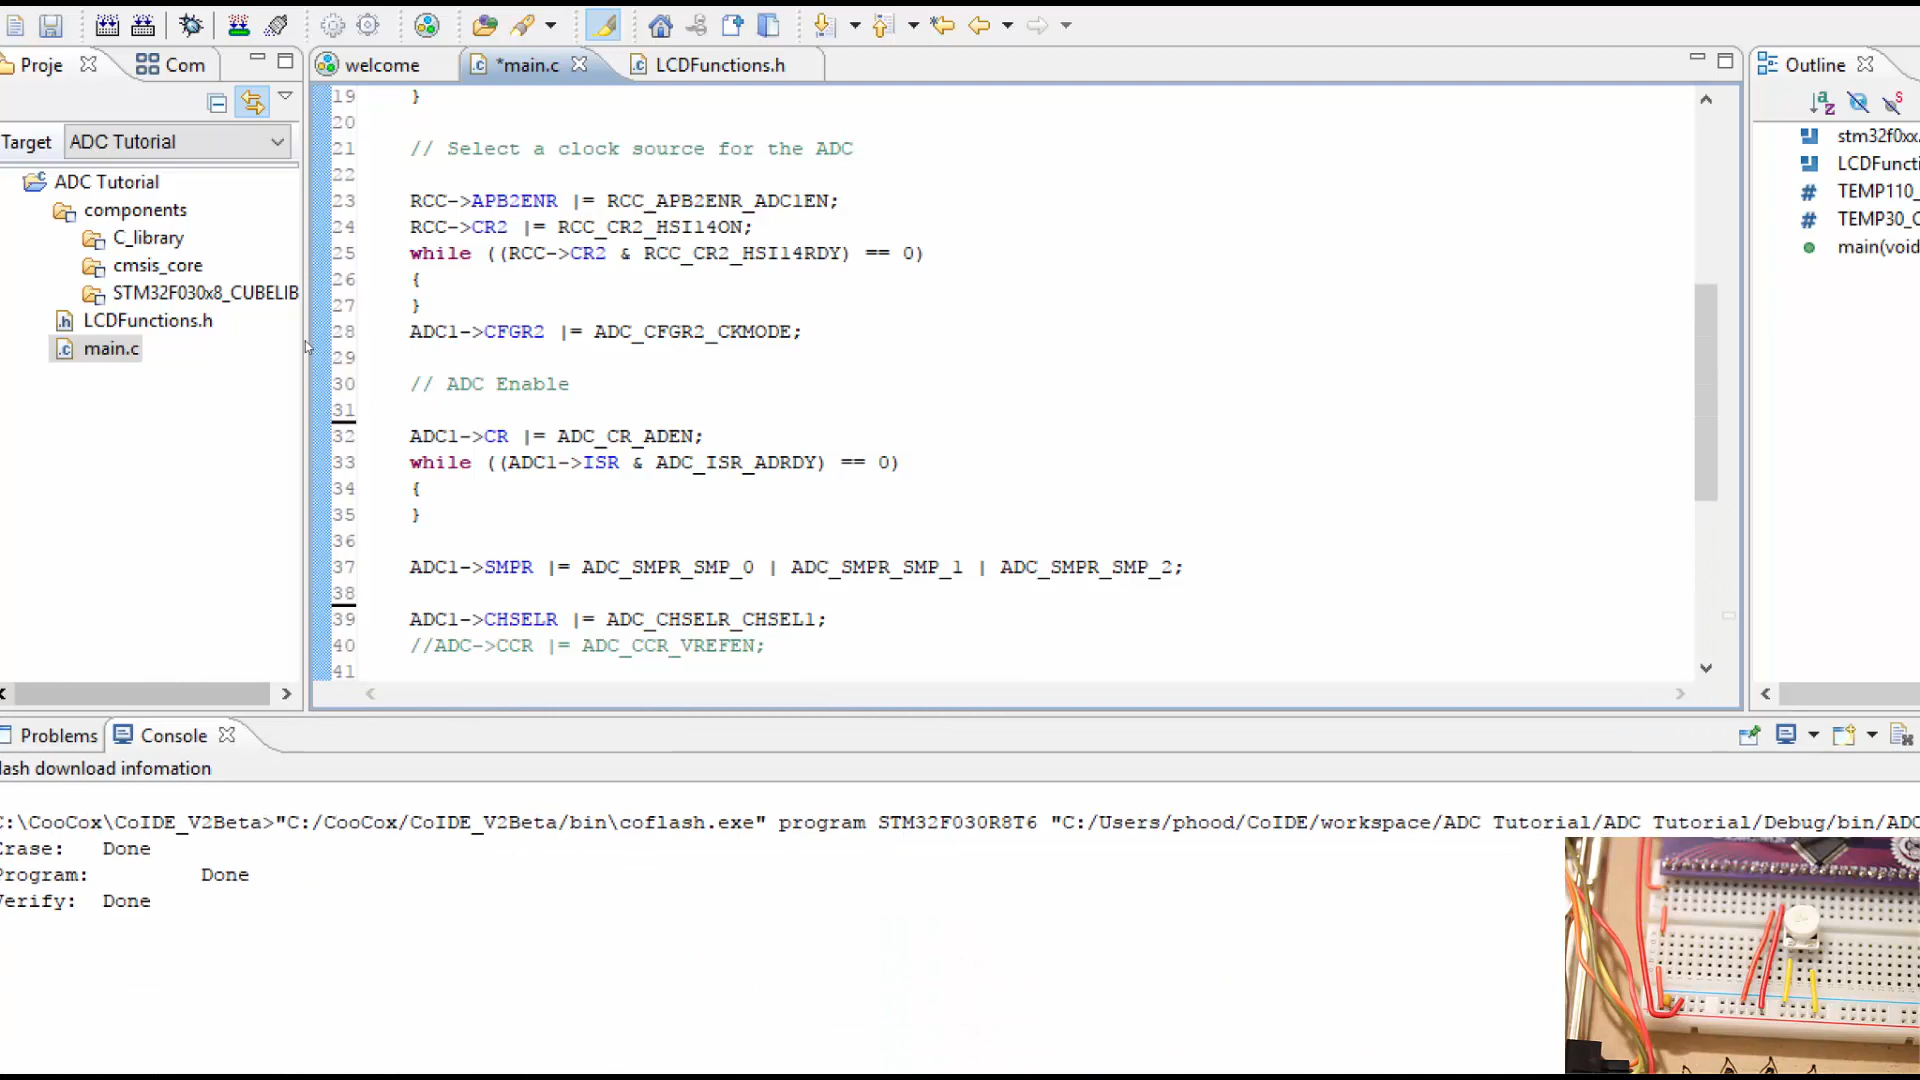 Proje
Com
welcome
*main.c
LCDFunctions.h
Outline
Target
ADC Tutorial
ADC Tutorial
components
C_library
cmsis_core
STM32F030x8_CUBELIB
LCDFunctions.h
main.c
19 }
20
21 // Select a clock source for the ADC
22
23 RCC->APB2ENR |= RCC_APB2ENR_ADC1EN;
24 RCC->CR2 |= RCC_CR2_HSI14ON;
25 while ((RCC->CR2 & RCC_CR2_HSI14RDY) == 0)
26 {
27 }
28 ADC1->CFGR2 |= ADC_CFGR2_CKMODE;
29
30 // ADC Enable
31
32 ADC1->CR |= ADC_CR_ADEN;
33 while ((ADC1->ISR & ADC_ISR_ADRDY) == 0)
34 {
35 }
36
37 ADC1->SMPR |= ADC_SMPR_SMP_0 | ADC_SMPR_SMP_1 | ADC_SMPR_SMP_2;
38
39 ADC1->CHSELR |= ADC_CHSELR_CHSEL1;
40 //ADC->CCR |= ADC_CCR_VREFEN;
41
stm32f0xx.
LCDFuncti
TEMP110_
TEMP30_C
main(void
Problems
Console
lash download infomation
C:\CooCox\CoIDE_V2Beta>"C:/CooCox/CoIDE_V2Beta/bin\coflash.exe" program STM32F030R8T6 "C:/Users/phood/CoIDE/workspace/ADC Tutorial/ADC Tutorial/Debug/bin/ADC
Erase: Done
Program: Done
Verify: Done